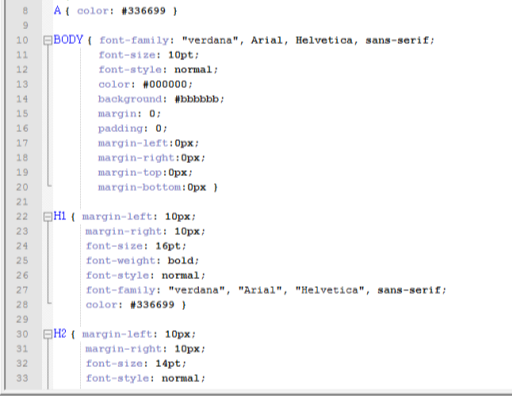 8 A { color: #336699 }
9
10 BODY { font-family: "verdana", Arial, Helvetica, sans-serif;
11 font-size: 10pt;
12 font-style: normal;
13 color: #000000;
14 background: #bbbbbb;
15 margin: 0;
16 padding: 0;
17 margin-left:0px;
18 margin-right:0px;
19 margin-top:0px;
20 margin-bottom:0px }
21
22 H1 { margin-left: 10px;
23 margin-right: 10px;
24 font-size: 16pt;
25 font-weight: bold;
26 font-style: normal;
27 font-family: "verdana", "Arial", "Helvetica", sans-serif;
28 color: #336699 }
29
30 H2 { margin-left: 10px;
31 margin-right: 10px;
32 font-size: 14pt;
33 font-style: normal;